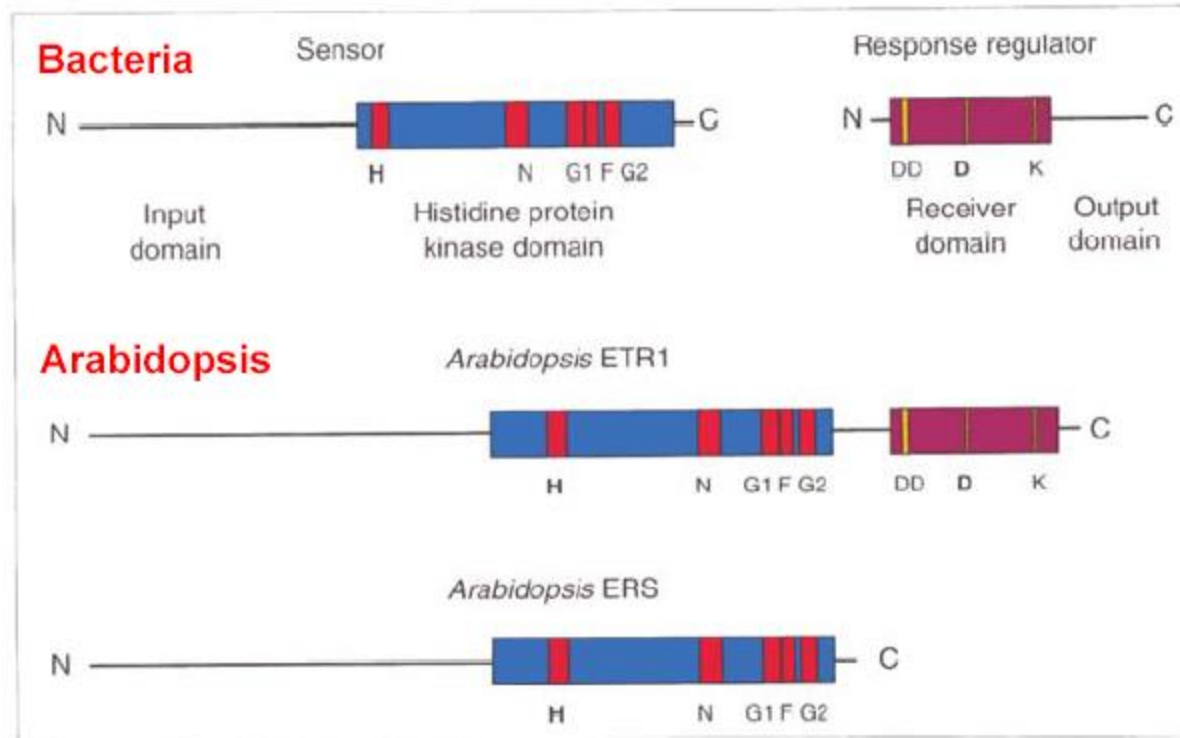 Bacteria
Sensor
Response regulator
N
C
N
C
H
N
G1
F
G2
DD
D
K
Input
domain
Histidine protein
kinase domain
Receiver
domain
Output
domain
Arabidopsis
Arabidopsis ETR1
N
C
H
N
G1
F
G2
DD
D
K
Arabidopsis ERS
N
C
H
N
G1
F
G2